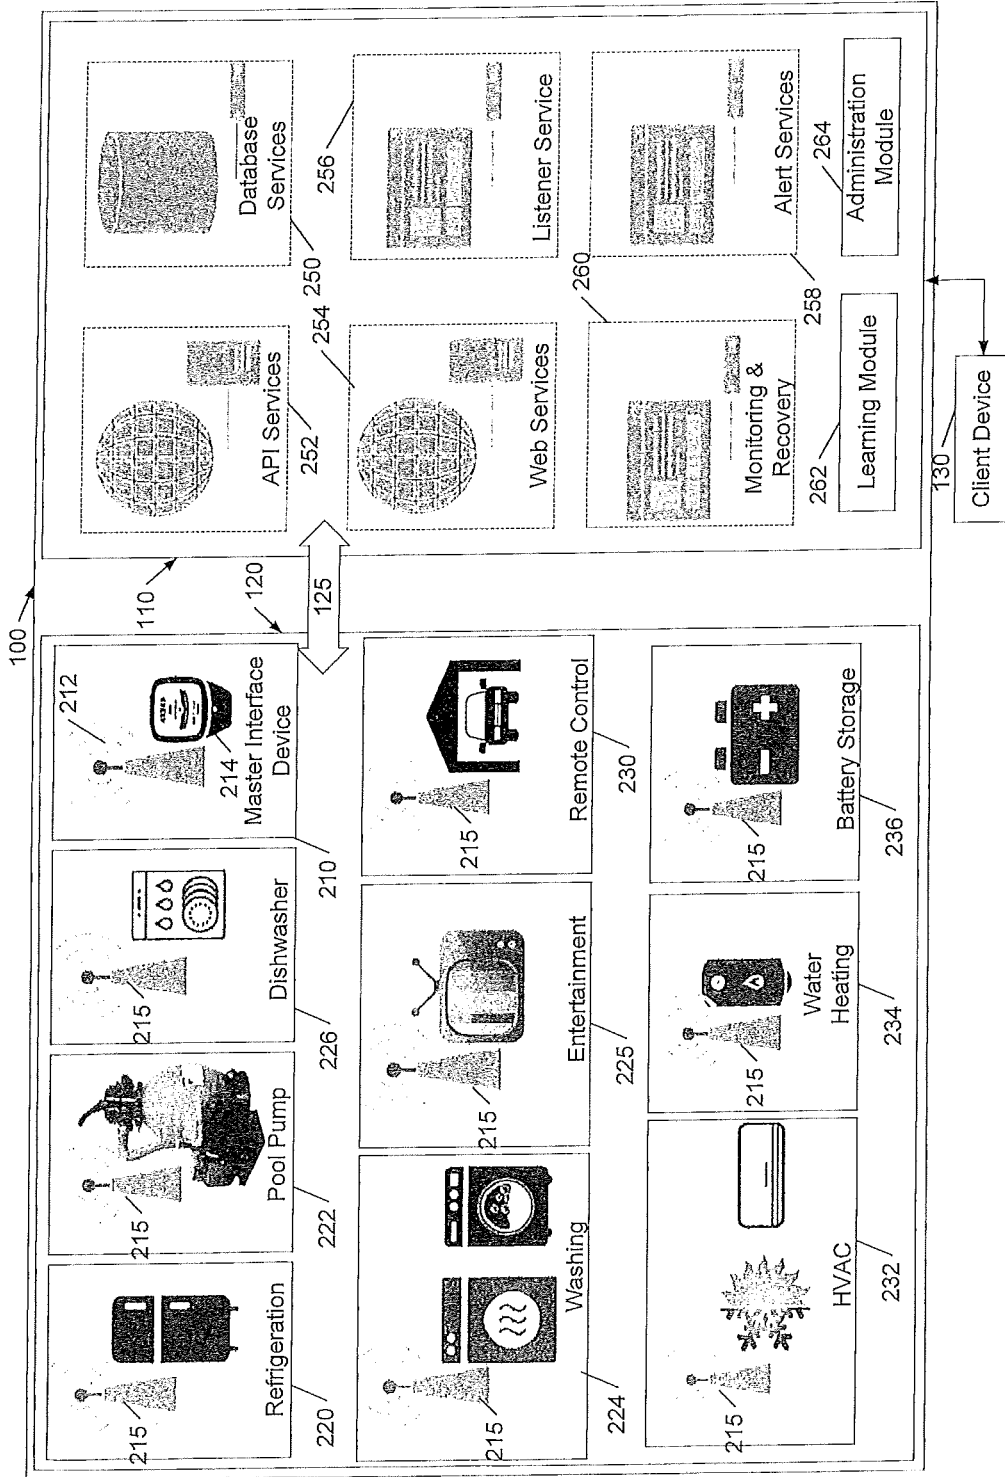 100
120
110
125
Refrigeration
220
215
Pool Pump
222
215
Dishwasher
226
215
Master Interface
Device
210
212
214
Washing
224
215
Entertainment
225
215
Remote Control
230
215
HVAC
232
215
Water
Heating
234
215
Battery Storage
236
215
API Services
252
Database
Services
250
Web Services
254
Listener Service
256
Monitoring &
Recovery
260
Alert Services
258
Learning Module
262
Administration
Module
264
Client Device
130